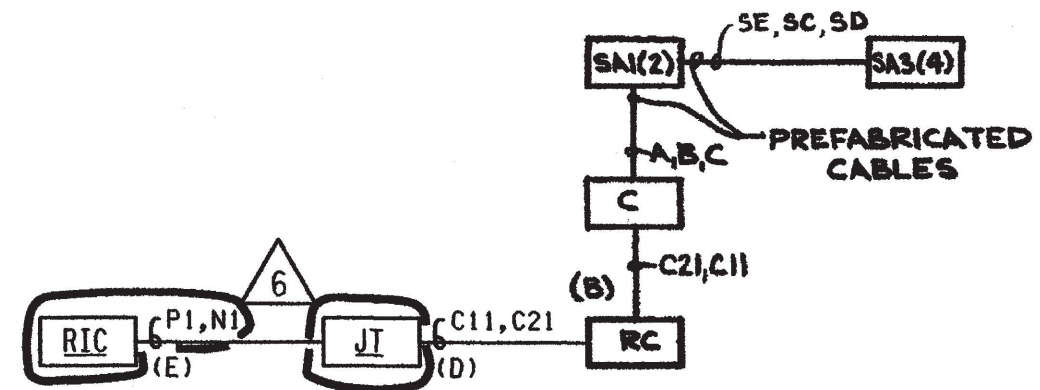 SE, SC, SD
SA1(2)
SA3(4)
PREFABRICATED
CABLES
A, B, C
C
C21, C11
(B)
6
RIC
P1, N1
(E)
JT
C11, C21
(D)
RC